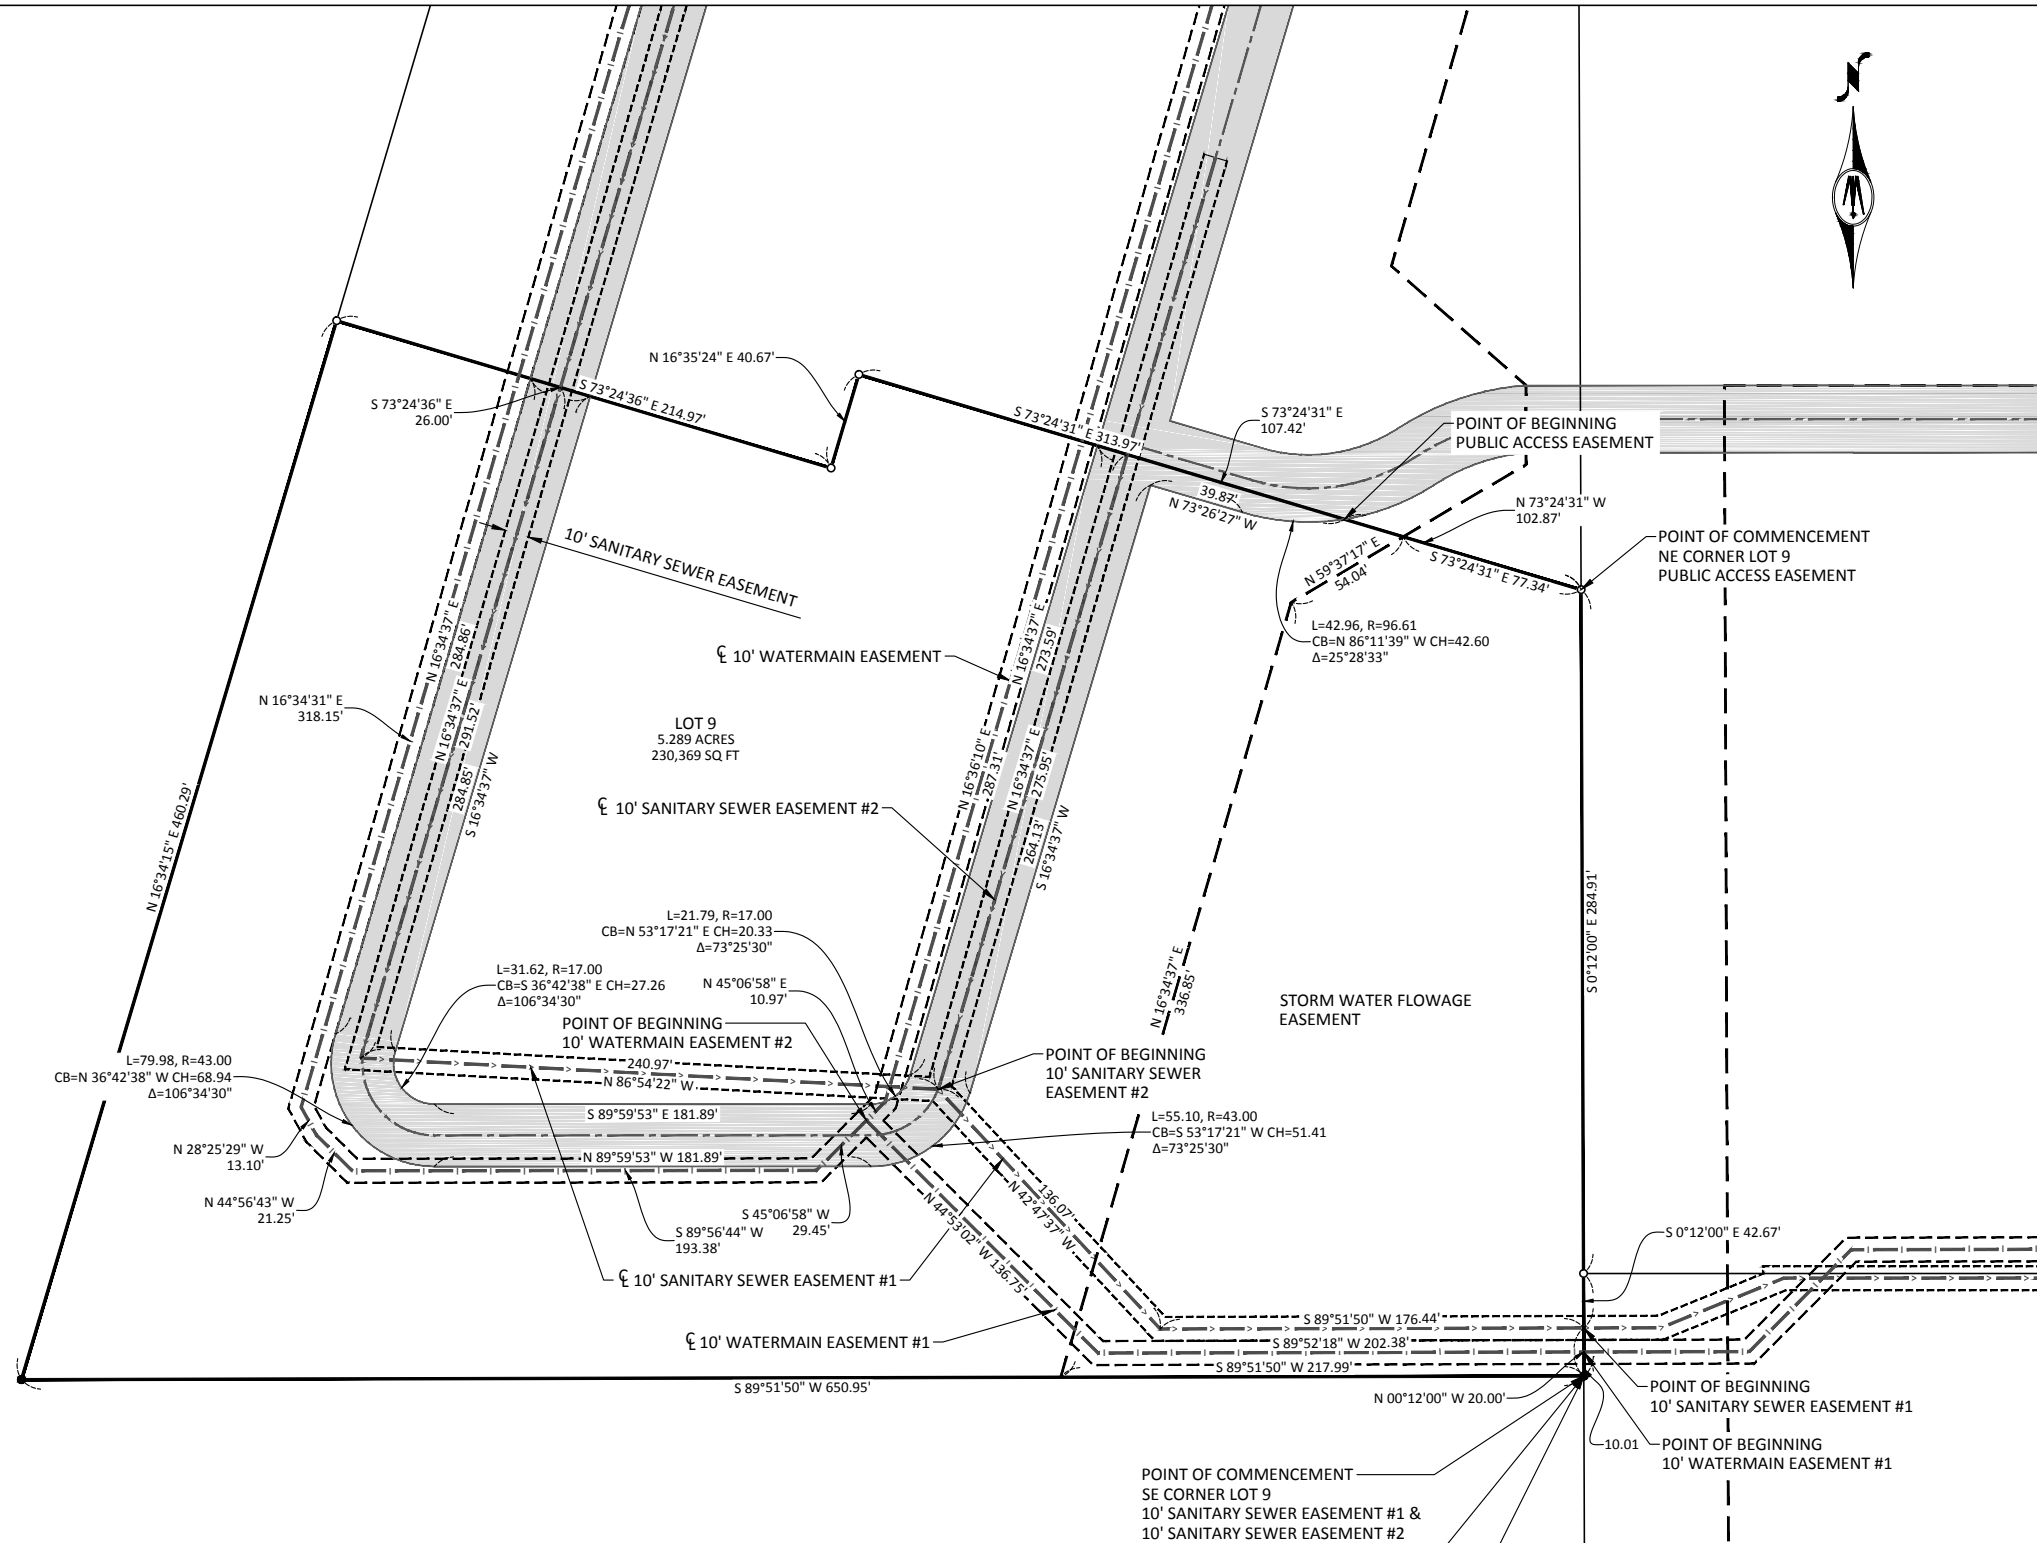 N
N 16°35'24" E 40.67'
S 73°24'36" E
26.00'
S 73°24'36" E 214.97'
S 73°24'31" E 313.97'
S 73°24'31" E
107.42'
POINT OF BEGINNING
PUBLIC ACCESS EASEMENT
39.87'
N 73°26'27" W
N 73°24'31" W
102.87'
POINT OF COMMENCEMENT
NE CORNER LOT 9
PUBLIC ACCESS EASEMENT
N 59°37'17" E
54.04'
S 73°24'31" E 77.34'
10' SANITARY SEWER EASEMENT
L=42.96, R=96.61
CB=N 86°11'39" W CH=42.60
Δ=25°28'33"
N 16°34'37" E
284.86'
N 16°34'37" E
273.59'
℄ 10' WATERMAIN EASEMENT
N 16°34'31" E
318.15'
N 16°34'37" E
291.52'
LOT 9
5.289 ACRES
230,369 SQ FT
284.85'
S 16°34'37" W
N 16°36'10" E
287.31'
N 16°34'37" E
275.95'
264.13'
S 16°34'37" W
℄ 10' SANITARY SEWER EASEMENT #2
N 16°34'15" E 460.29'
S 0°12'00" E 284.91'
L=21.79, R=17.00
CB=N 53°17'21" E CH=20.33
Δ=73°25'30"
L=31.62, R=17.00
CB=S 36°42'38" E CH=27.26
Δ=106°34'30"
N 45°06'58" E
10.97'
N 16°34'37" E
336.85'
STORM WATER FLOWAGE
EASEMENT
POINT OF BEGINNING
10' WATERMAIN EASEMENT #2
L=79.98, R=43.00
CB=N 36°42'38" W CH=68.94
Δ=106°34'30"
240.97'
N 86°54'22" W
POINT OF BEGINNING
10' SANITARY SEWER
EASEMENT #2
S 89°59'53" E 181.89'
L=55.10, R=43.00
CB=S 53°17'21" W CH=51.41
Δ=73°25'30"
N 28°25'29" W
13.10'
N 89°59'53" W 181.89'
N 44°56'43" W
21.25'
S 45°06'58" W
29.45'
S 89°56'44" W
193.38'
136.07'
N 42°47'37" W
N 44°53'02" W 136.75'
S 0°12'00" E 42.67'
℄ 10' SANITARY SEWER EASEMENT #1
S 89°51'50" W 176.44'
℄ 10' WATERMAIN EASEMENT #1
S 89°52'18" W 202.38'
S 89°51'50" W 217.99'
S 89°51'50" W 650.95'
N 00°12'00" W 20.00'
POINT OF BEGINNING
10' SANITARY SEWER EASEMENT #1
10.01
POINT OF BEGINNING
10' WATERMAIN EASEMENT #1
POINT OF COMMENCEMENT
SE CORNER LOT 9
10' SANITARY SEWER EASEMENT #1 &
10' SANITARY SEWER EASEMENT #2